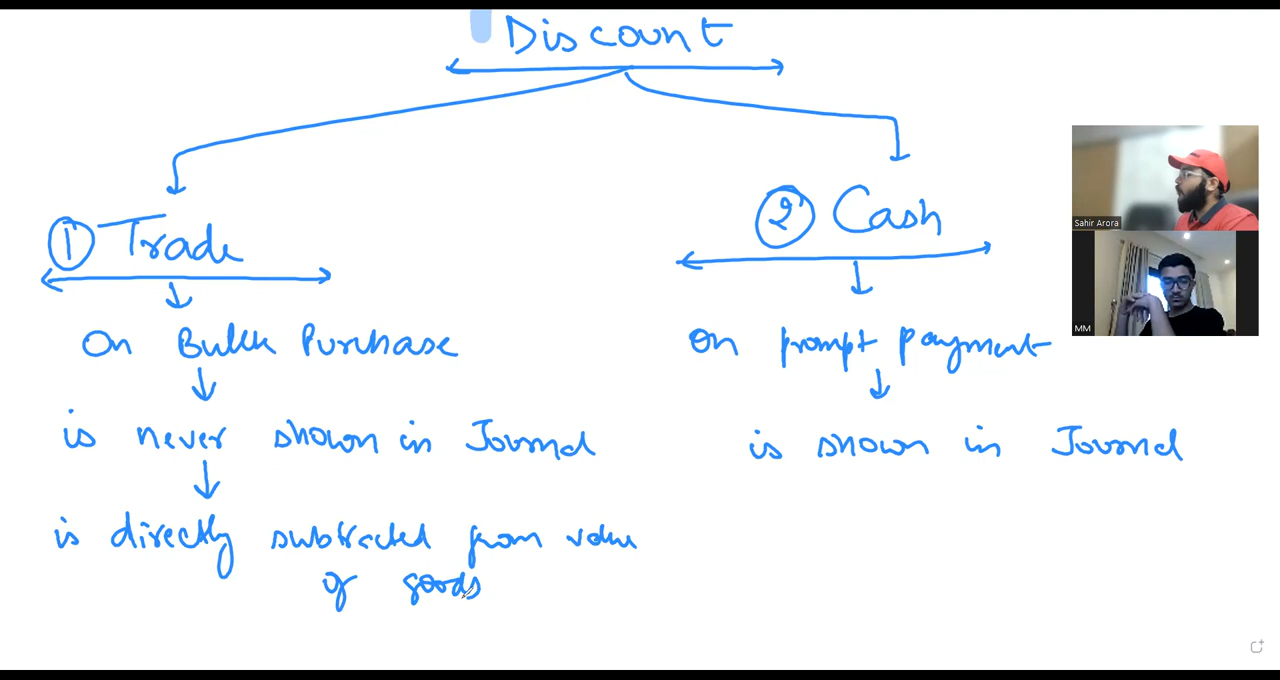 Discount
① Trade
On Bulk Purchase
is never shown in Journal
is directly subtracted from value
of goods
② Cash
on prompt payment
is shown in Journal
Sahir Arora
MM